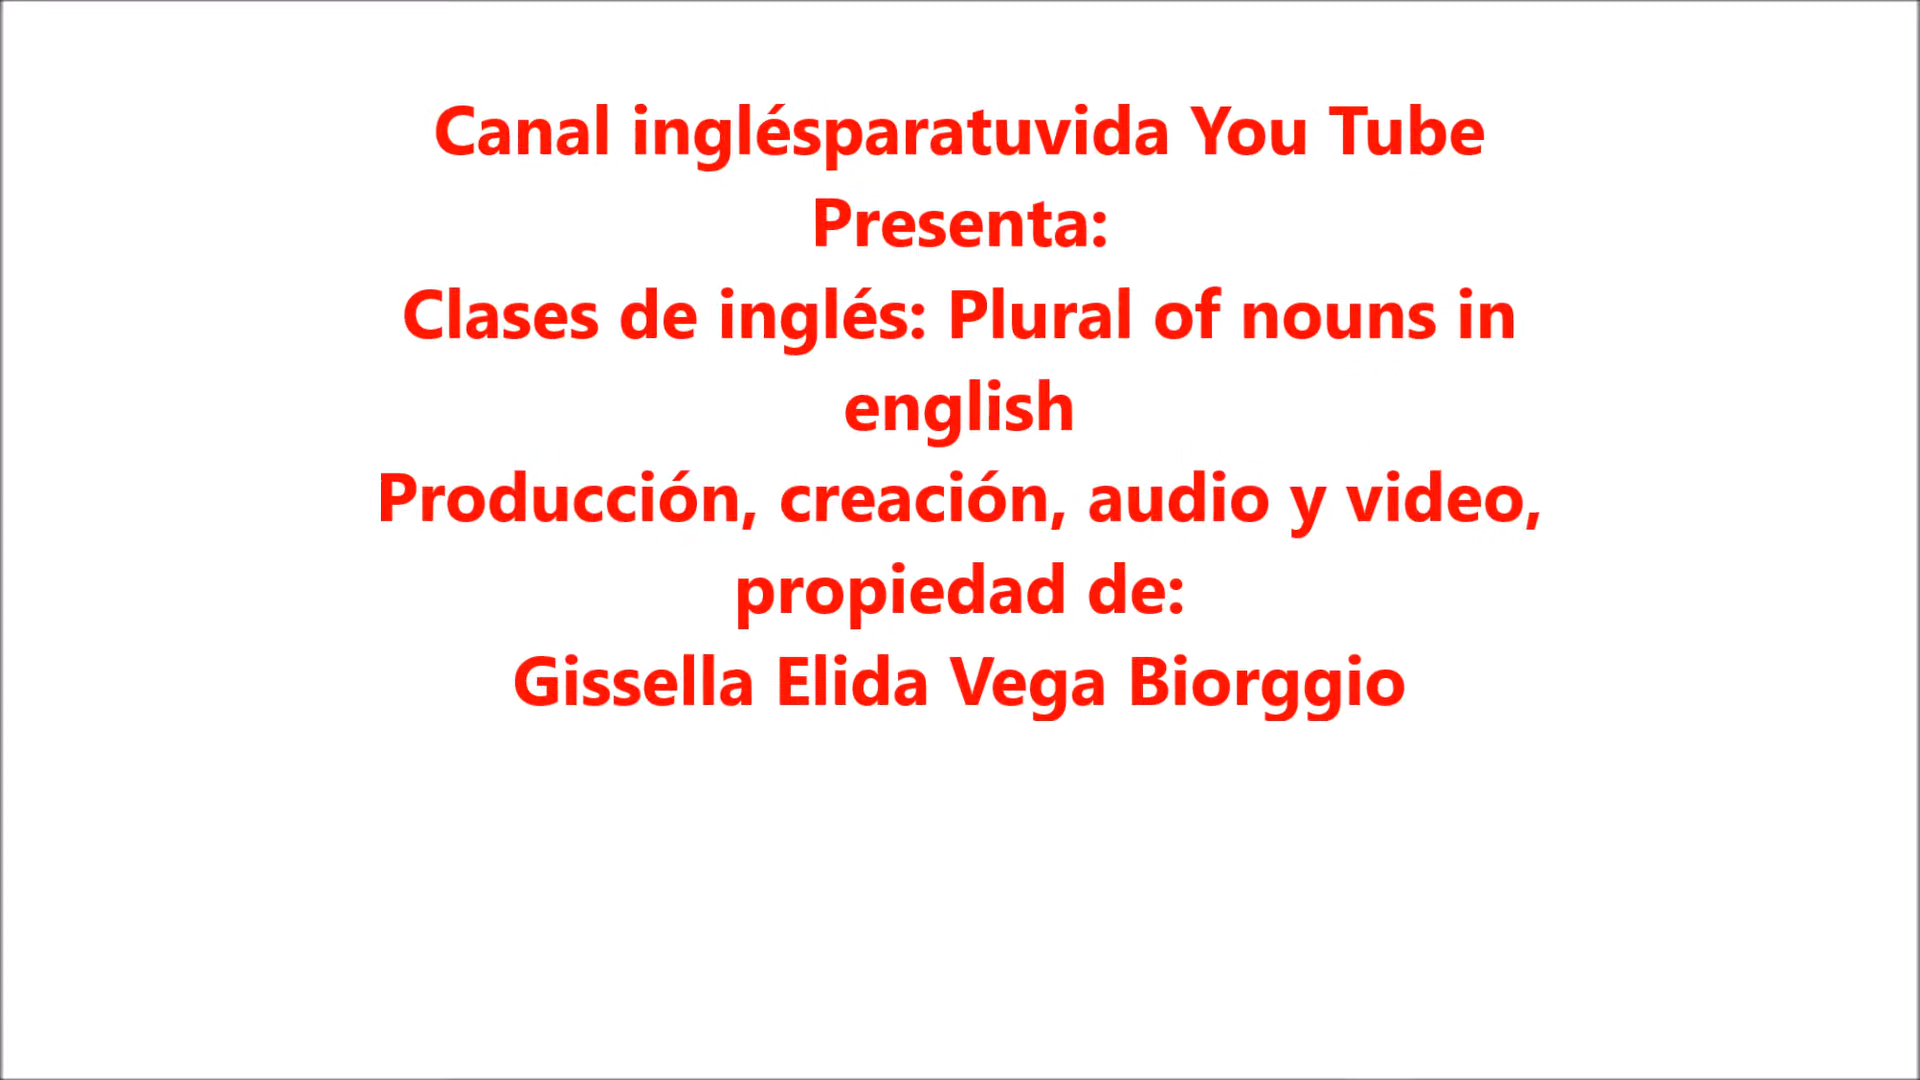 Canal inglésparatuvida You Tube
Presenta:
Clases de inglés: Plural of nouns in
english
Producción, creación, audio y video,
propiedad de:
Gissella Elida Vega Biorggio